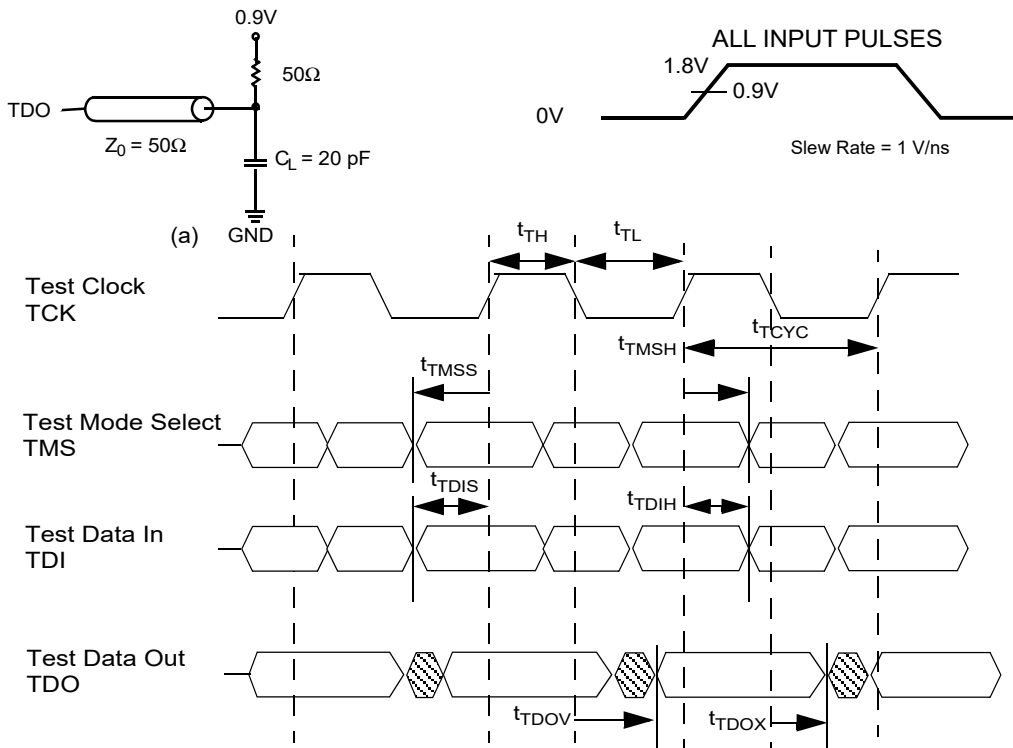 0.9V
50Ω
TDO
Z0 = 50Ω
CL = 20 pF
(a)
GND
ALL INPUT PULSES
1.8V
0.9V
0V
Slew Rate = 1 V/ns
tTH
tTL
Test Clock
TCK
tTMSH
tTCYC
tTMSS
Test Mode Select
TMS
tTDIS
tTDIH
Test Data In
TDI
Test Data Out
TDO
tTDOV
tTDOX